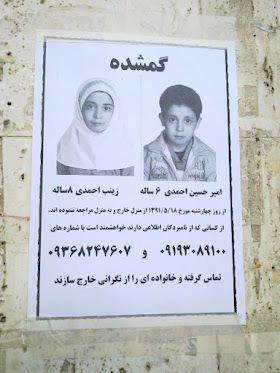 گمشده
زینب احمدی ۸ ساله امیر حسین احمدی ۶ ساله
از روز چهارشنبه مورخ ۱۳۹۱/۵/۱۸ از منزل خارج و به منزل مراجعه ننموده اند.
از کسانی که از نامبردگان اطلاعی دارند خواهشمند است با شماره های
۰۹۱۹۳۰۸۹۱۰۰ و ۰۹۳۶۸۲۴۷۶۰۷
تماس گرفته و خانواده ای را از نگرانی خارج سازند